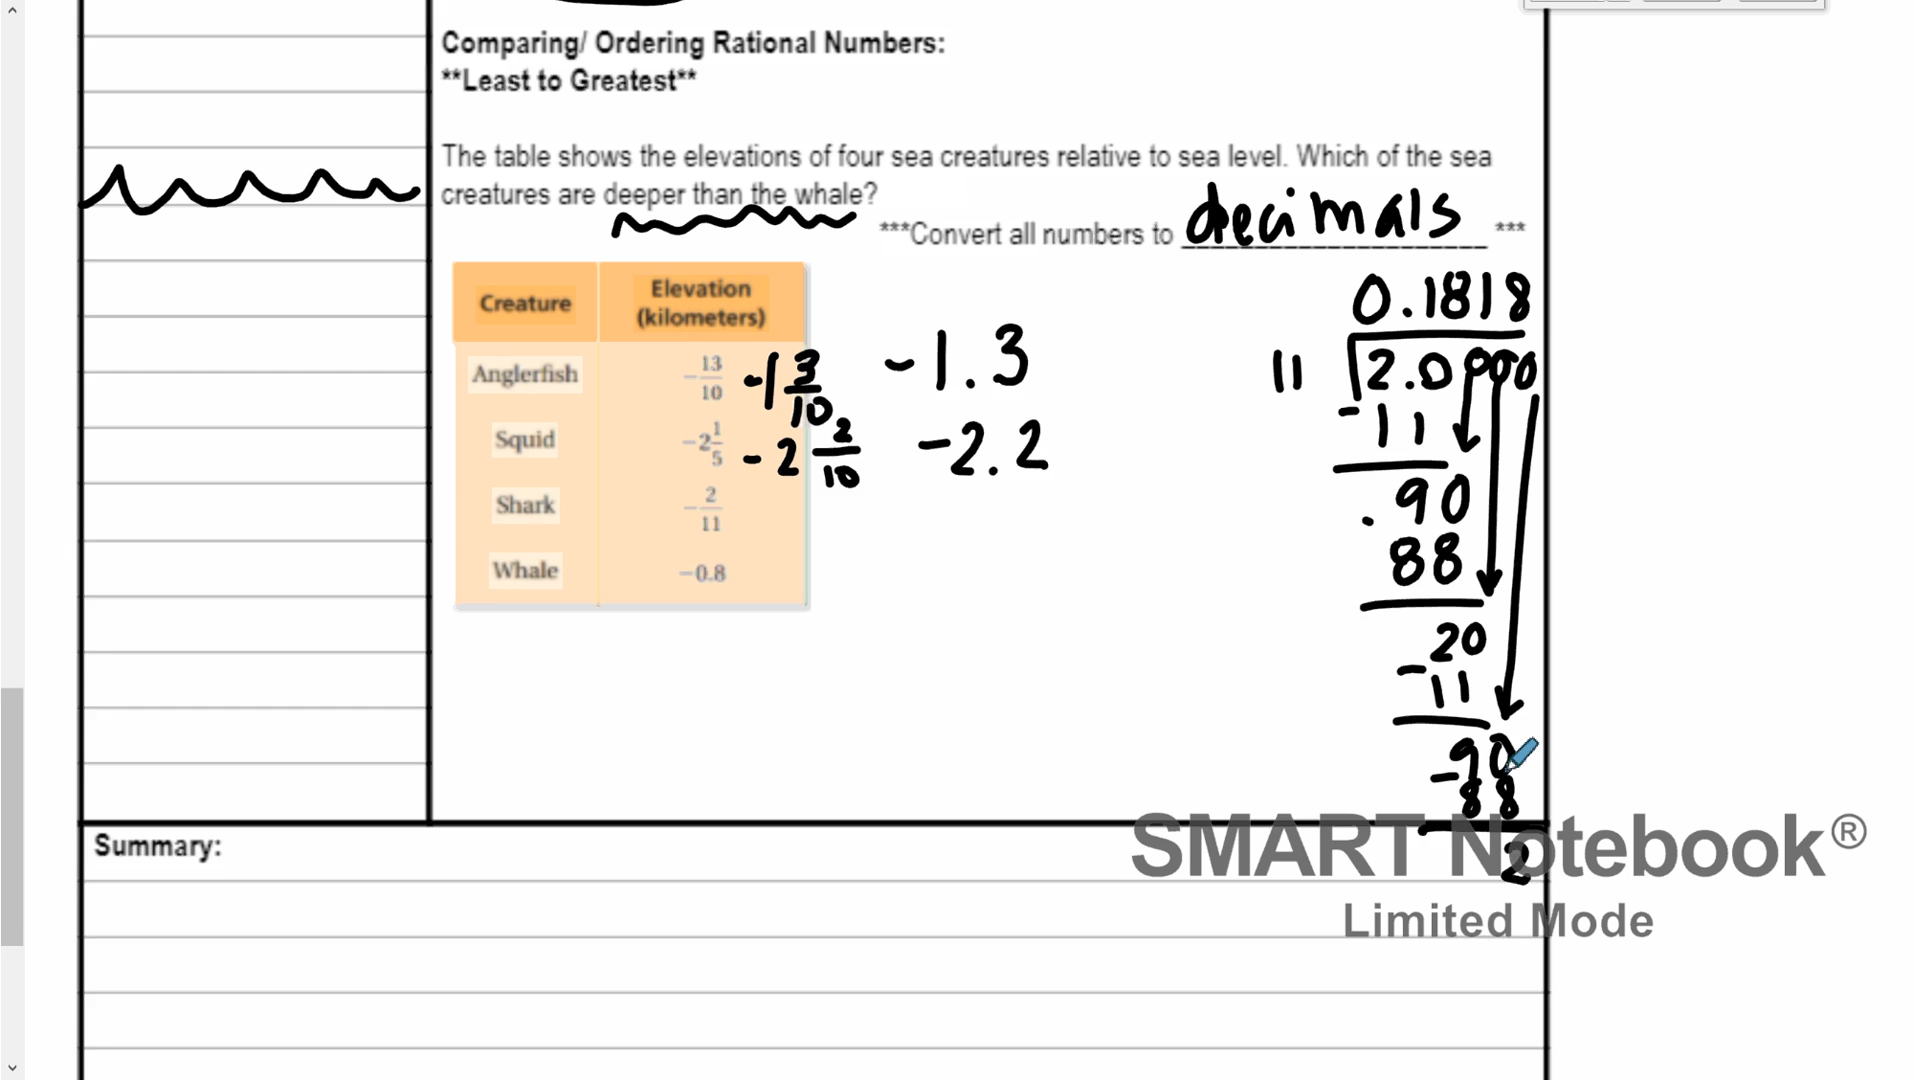 Comparing/ Ordering Rational Numbers:
**Least to Greatest**
The table shows the elevations of four sea creatures relative to sea level. Which of the sea
creatures are deeper than the whale?
***Convert all numbers to decimals ***
Creature Elevation (kilometers)
Anglerfish -13/10 -1 3/10 -1.3
Squid -2 1/5 -2 2/10 -2.2
Shark -2/11
Whale -0.8
0.1818
11 2.0000
-11
90
88
20
-11
90
-88
2
Summary:
SMART Notebook®
Limited Mode